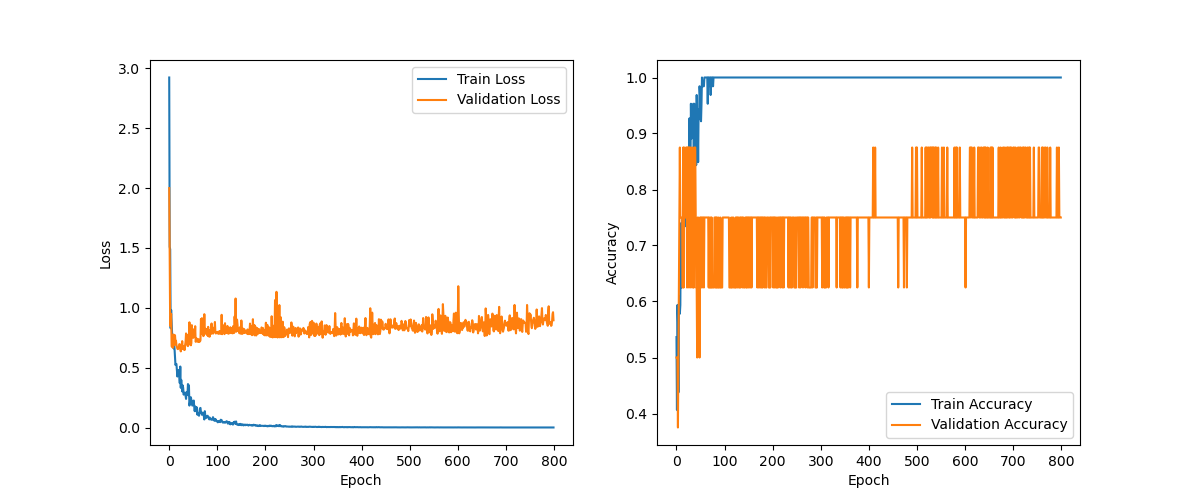 3.0
2.5
2.0
1.5
1.0
0.5
0.0
Loss
0 100 200 300 400 500 600 700 800
Epoch
Train Loss
Validation Loss
1.0
0.9
0.8
0.7
0.6
0.5
0.4
Accuracy
0 100 200 300 400 500 600 700 800
Epoch
Train Accuracy
Validation Accuracy